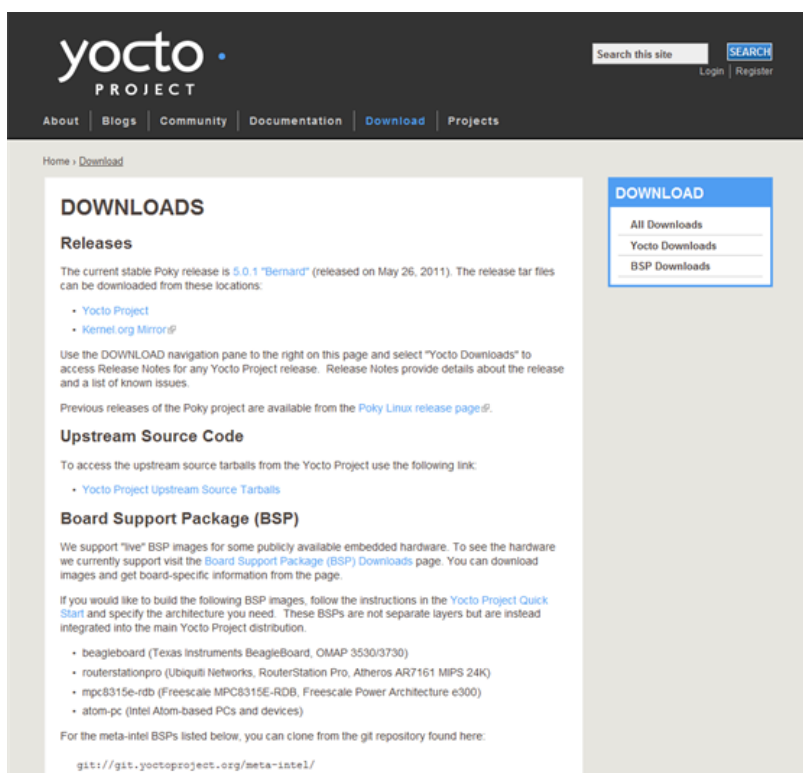 yocto
PROJECT
Search this site
SEARCH
Login | Register
About | Blogs | Community | Documentation | Download | Projects
Home › Download
DOWNLOADS
Releases
The current stable Poky release is 5.0.1 "Bernard" (released on May 26, 2011). The release tar files
can be downloaded from these locations:
• Yocto Project
• Kernel.org Mirror
Use the DOWNLOAD navigation pane to the right on this page and select "Yocto Downloads" to
access Release Notes for any Yocto Project release. Release Notes provide details about the release
and a list of known issues.
Previous releases of the Poky project are available from the Poky Linux release page.
Upstream Source Code
To access the upstream source tarballs from the Yocto Project use the following link:
• Yocto Project Upstream Source Tarballs
Board Support Package (BSP)
We support "live" BSP images for some publicly available embedded hardware. To see the hardware
we currently support visit the Board Support Package (BSP) Downloads page. You can download
images and get board-specific information from the page.
If you would like to build the following BSP images, follow the instructions in the Yocto Project Quick
Start and specify the architecture you need. These BSPs are not separate layers but are instead
integrated into the main Yocto Project distribution.
• beagleboard (Texas Instruments BeagleBoard, OMAP 3530/3730)
• routerstationpro (Ubiquiti Networks, RouterStation Pro, Atheros AR7161 MIPS 24K)
• mpc8315e-rdb (Freescale MPC8315E-RDB, Freescale Power Architecture e300)
• atom-pc (Intel Atom-based PCs and devices)
For the meta-intel BSPs listed below, you can clone from the git repository found here:
git://git.yoctoproject.org/meta-intel/
DOWNLOAD
All Downloads
Yocto Downloads
BSP Downloads